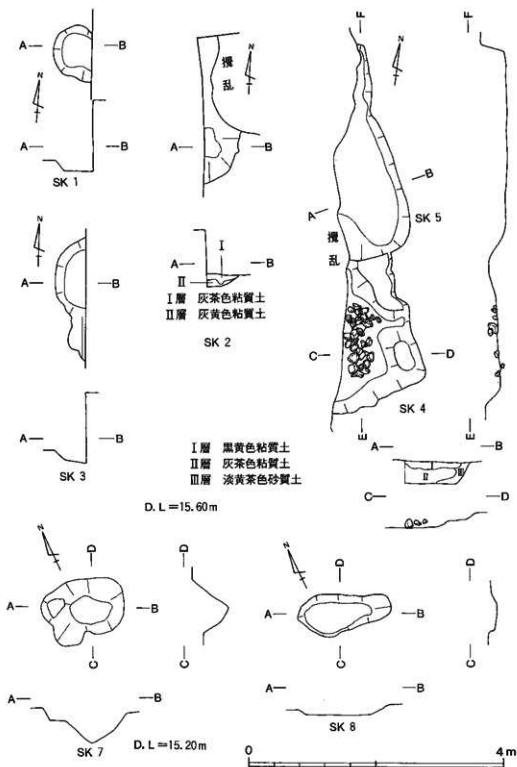 A B
N
A B
SK 1
N
A B
SK 3
攪乱
N
A B
I
A B
II
I層 灰茶色粘質土
II層 灰黄色粘質土
SK 2
F F
N
B
A
SK 5
攪乱
C D
SK 4
E E
I層 黒黄色粘質土
II層 灰茶色粘質土
III層 淡黄茶色砂質土
D.L=15.60m
A B
II III
C D
N
D D
A B
C C
A B
SK 7
N
D D
A B
C C
A B
SK 8
D.L=15.20m
0 4m